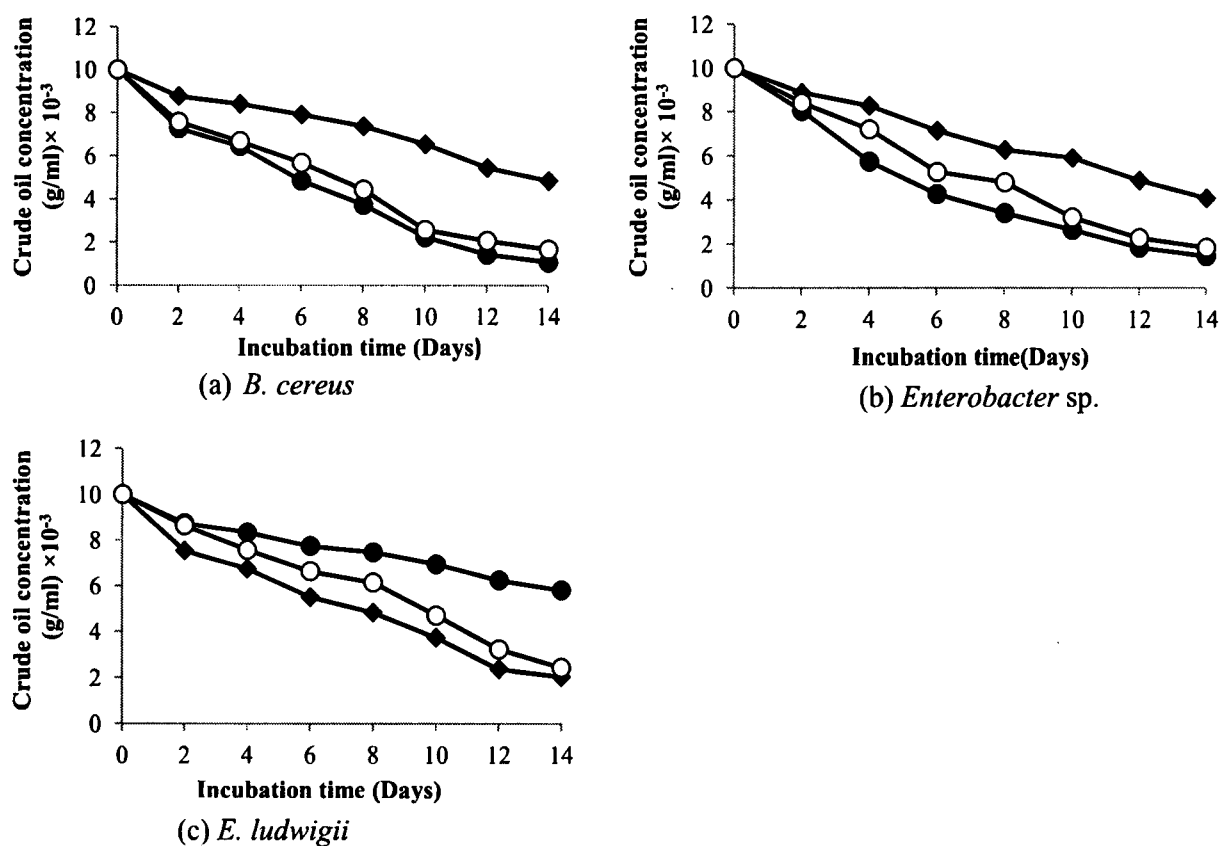 Crude oil concentration
(g/ml)× 10⁻³
12
10
8
6
4
2
0
0 2 4 6 8 10 12 14
Incubation time (Days)
(a) B. cereus
Crude oil concentration
(g/ml)× 10⁻³
12
10
8
6
4
2
0
0 2 4 6 8 10 12 14
Incubation time(Days)
(b) Enterobacter sp.
Crude oil concentration
(g/ml) ×10⁻³
12
10
8
6
4
2
0
0 2 4 6 8 10 12 14
Incubation time (Days)
(c) E. ludwigii